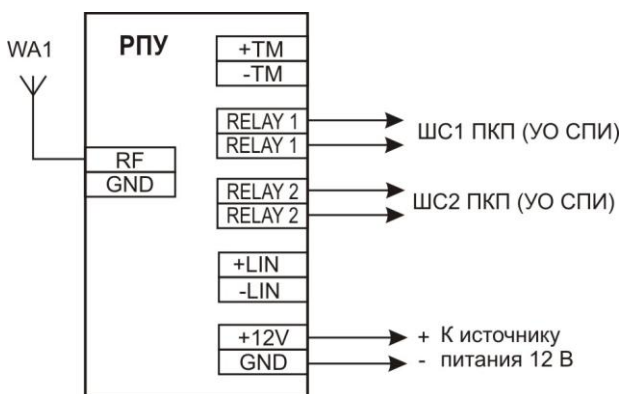 WA1
РПУ
+TM
-TM
RELAY 1
RELAY 1
ШС1 ПКП (УО СПИ)
RF
GND
RELAY 2
RELAY 2
ШС2 ПКП (УО СПИ)
+LIN
-LIN
+12V
+ К источнику
GND
- питания 12 В